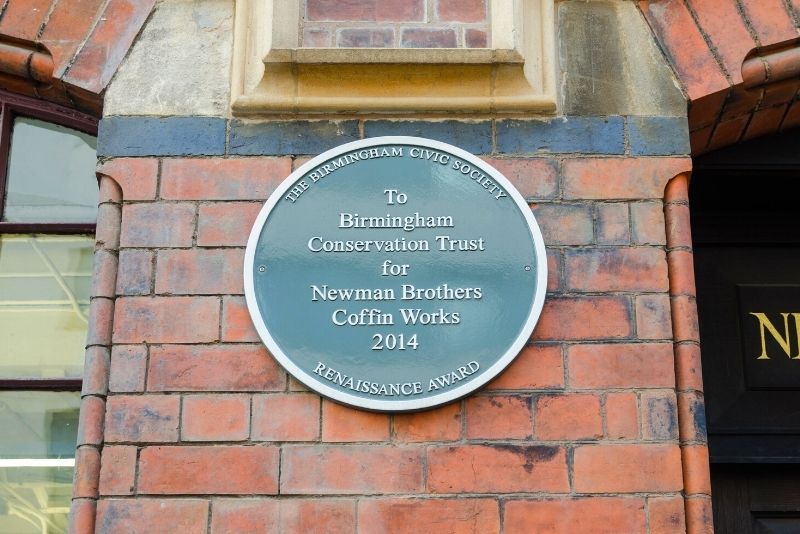 THE BIRMINGHAM CIVIC SOCIETY
To
Birmingham
Conservation Trust
for
Newman Brothers
Coffin Works
2014
RENAISSANCE AWARD